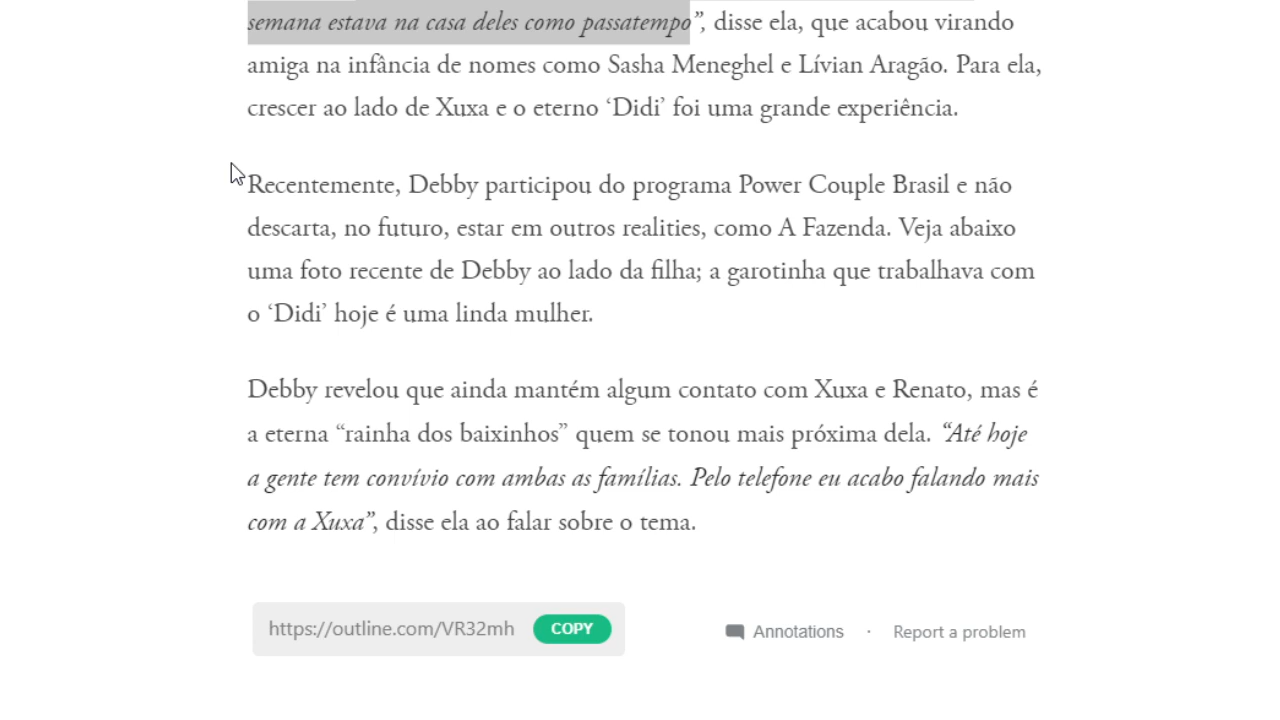 semana estava na casa deles como passatempo”, disse ela, que acabou virando
amiga na infância de nomes como Sasha Meneghel e Lívian Aragão. Para ela,
crescer ao lado de Xuxa e o eterno ‘Didi’ foi uma grande experiência.
Recentemente, Debby participou do programa Power Couple Brasil e não
descarta, no futuro, estar em outros realities, como A Fazenda. Veja abaixo
uma foto recente de Debby ao lado da filha; a garotinha que trabalhava com
o ‘Didi’ hoje é uma linda mulher.
Debby revelou que ainda mantém algum contato com Xuxa e Renato, mas é
a eterna “rainha dos baixinhos” quem se tonou mais próxima dela. “Até hoje
a gente tem convívio com ambas as famílias. Pelo telefone eu acabo falando mais
com a Xuxa”, disse ela ao falar sobre o tema.
https://outline.com/VR32mh COPY Annotations · Report a problem